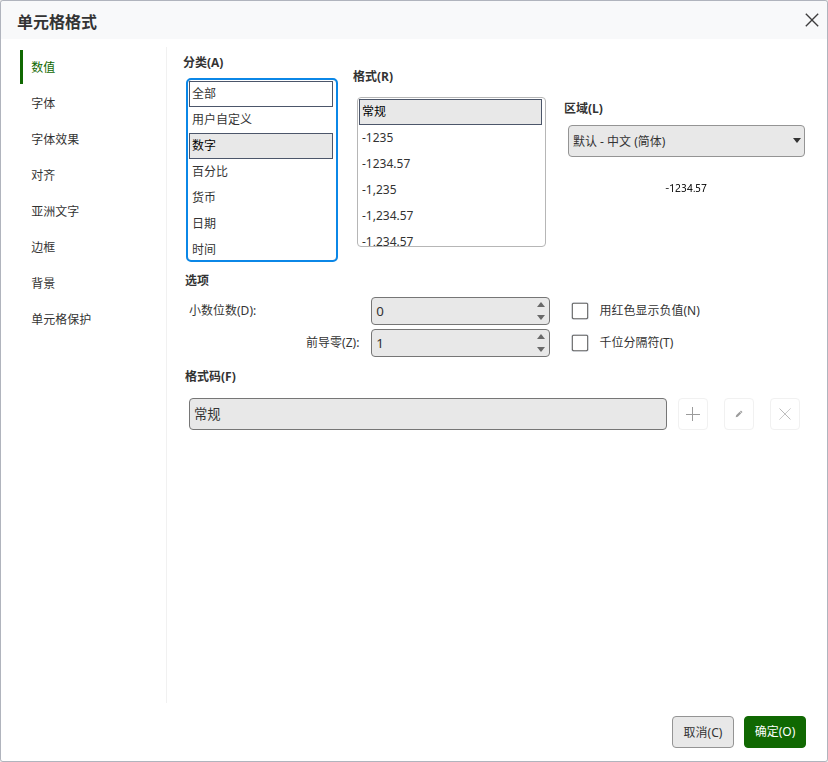 单元格格式
数值
字体
字体效果
对齐
亚洲文字
边框
背景
单元格保护
分类(A)
全部
用户自定义
数字
百分比
货币
日期
时间
格式(R)
常规
-1235
-1234.57
-1,235
-1,234.57
-1,234.57
区域(L)
默认 - 中文 (简体)
-1234.57
选项
小数位数(D):
0
用红色显示负值(N)
前导零(Z):
1
千位分隔符(T)
格式码(F)
常规
取消(C)
确定(O)